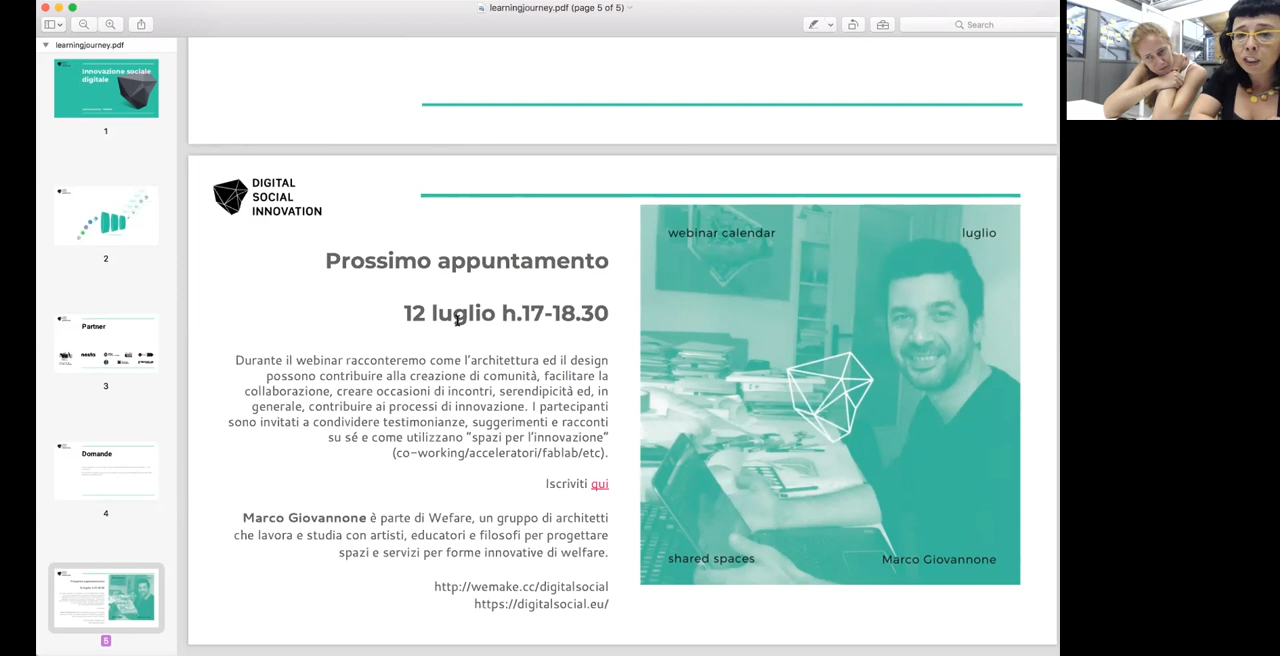 learningjourney.pdf (page 5 of 5)
Search
learningjourney.pdf
Innovazione sociale
digitale
1
2
Partner
nesta
3
Domande
4
5
DIGITAL
SOCIAL
INNOVATION
Prossimo appuntamento
12 luglio h.17-18.30
Durante il webinar racconteremo come l'architettura ed il design
possono contribuire alla creazione di comunità, facilitare la
collaborazione, creare occasioni di incontri, serendipicità ed, in
generale, contribuire ai processi di innovazione. I partecipanti
sono invitati a condividere testimonianze, suggerimenti e racconti
su sé e come utilizzano "spazi per l'innovazione"
(co-working/acceleratori/fablab/etc).
Iscriviti qui
Marco Giovannone è parte di Wefare, un gruppo di architetti
che lavora e studia con artisti, educatori e filosofi per progettare
spazi e servizi per forme innovative di welfare.
http://wemake.cc/digitalsocial
https://digitalsocial.eu/
webinar calendar
luglio
shared spaces
Marco Giovannone